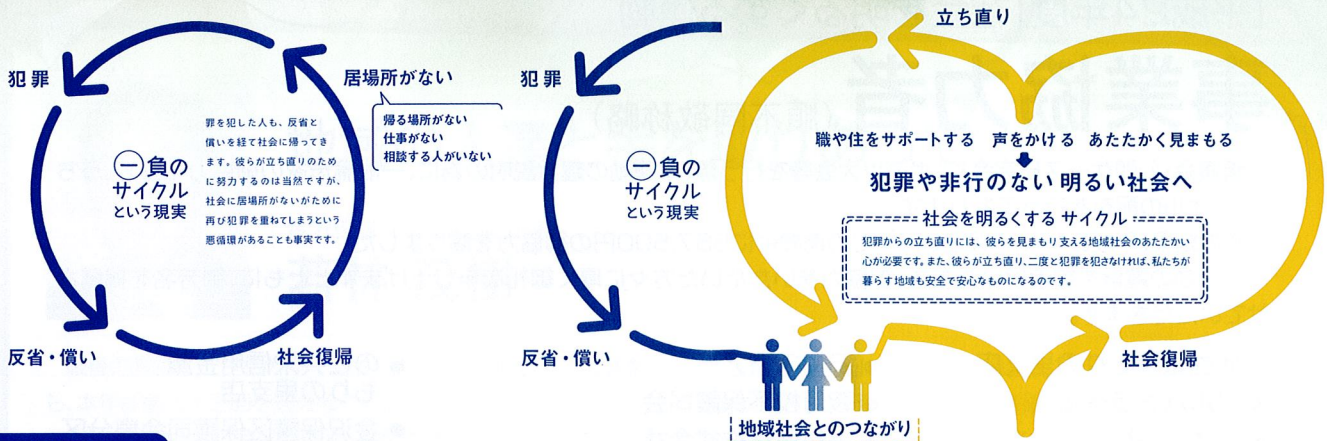 犯罪
居場所がない
帰る場所がない
仕事がない
相談する人がいない
罪を犯した人も、反省と
償いを経て社会に帰ってき
ます。彼らが立ち直りのため
に努力するのは当然ですが、
社会に居場所がないがために
再び犯罪を重ねてしまうという
悪循環があることも事実です。
㊀負の
サイクル
という現実
反省・償い
社会復帰
犯罪
㊀負の
サイクル
という現実
反省・償い
立ち直り
職や住をサポートする 声をかける あたたかく見まもる
犯罪や非行のない 明るい社会へ
社会を明るくする サイクル
犯罪からの立ち直りには、彼らを見まもり支える地域社会のあたたかい
心が必要です。また、彼らが立ち直り、二度と犯罪を犯さなければ、私たちが
暮らす地域も安全で安心なものになるのです。
社会復帰
地域社会とのつながり